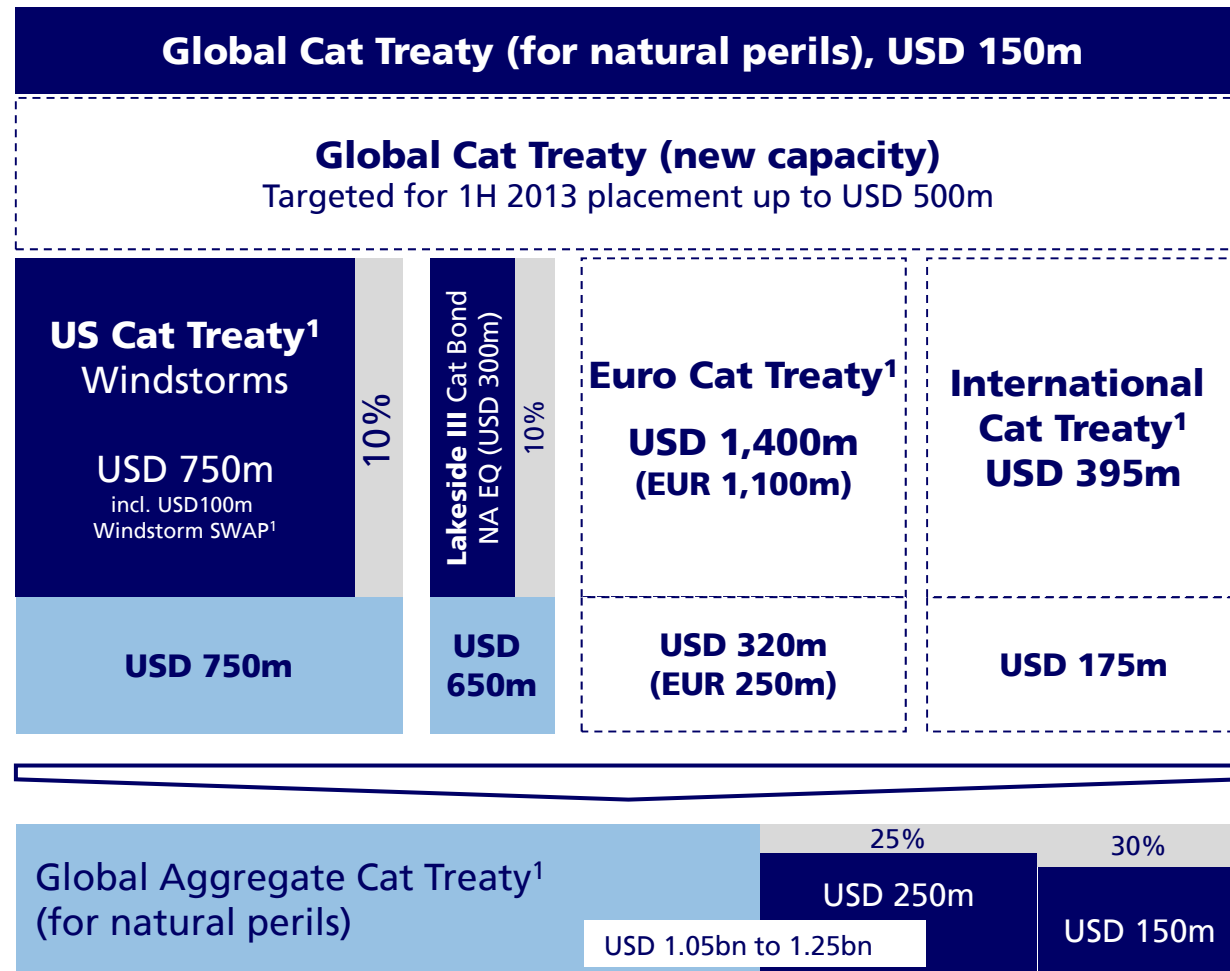 Global Cat Treaty (for natural perils), USD 150m
Global Cat Treaty (new capacity)
Targeted for 1H 2013 placement up to USD 500m
US Cat Treaty¹
Windstorms
USD 750m
incl. USD100m
Windstorm SWAP¹
10%
Lakeside III Cat Bond
NA EQ (USD 300m)
10%
Euro Cat Treaty¹
USD 1,400m
(EUR 1,100m)
International
Cat Treaty¹
USD 395m
USD 750m
USD
650m
USD 320m
(EUR 250m)
USD 175m
Global Aggregate Cat Treaty¹
(for natural perils)
25%
30%
USD 250m
USD 150m
USD 1.05bn to 1.25bn